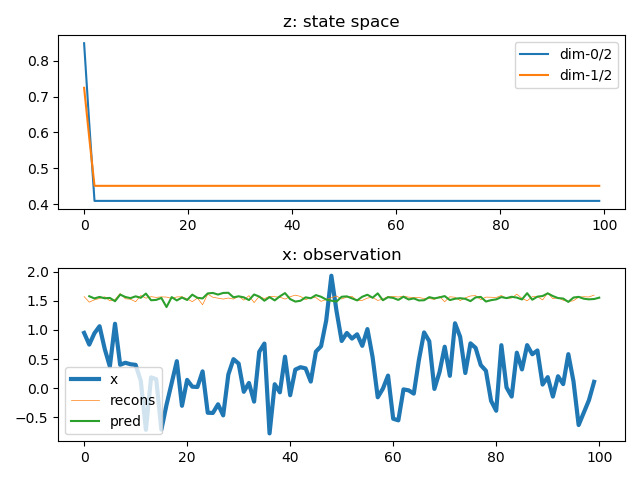 z: state space
0.8
0.7
0.6
0.5
0.4
dim-0/2
dim-1/2
0 20 40 60 80 100
x: observation
2.0
1.5
1.0
0.5
0.0
−0.5
x
recons
pred
0 20 40 60 80 100